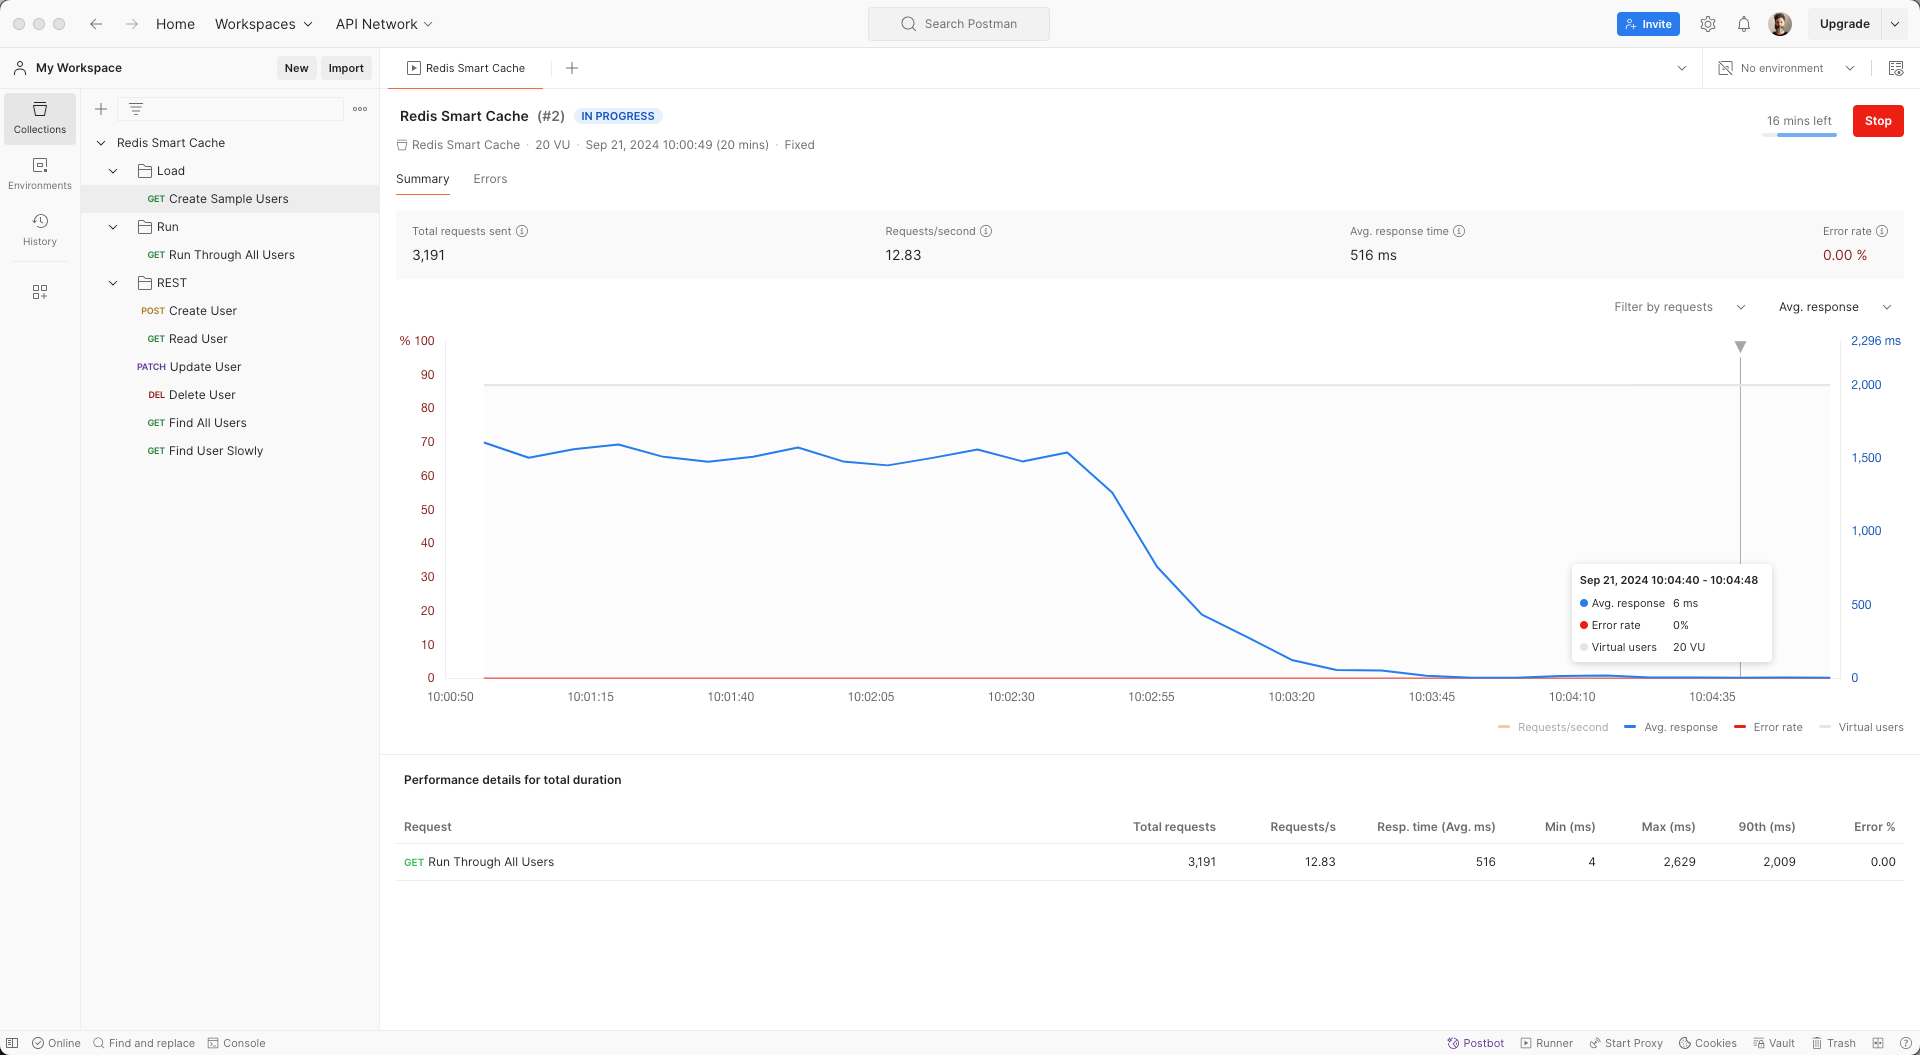 Home Workspaces API Network Search Postman Invite Upgrade
My Workspace New Import Redis Smart Cache No environment
Collections
Environments
History
Redis Smart Cache
Load
GET Create Sample Users
Run
GET Run Through All Users
REST
POST Create User
GET Read User
PATCH Update User
DEL Delete User
GET Find All Users
GET Find User Slowly
Redis Smart Cache (#2) IN PROGRESS
16 mins left Stop
Redis Smart Cache · 20 VU · Sep 21, 2024 10:00:49 (20 mins) · Fixed
Summary Errors
Total requests sent Requests/second Avg. response time Error rate
3,191 12.83 516 ms 0.00 %
Filter by requests Avg. response
% 100 2,296 ms
90 2,000
80
70
60 1,500
50
40 1,000
30
20 500
10
0 0
Sep 21, 2024 10:04:40 - 10:04:48
Avg. response 6 ms
Error rate 0%
Virtual users 20 VU
10:00:50 10:01:15 10:01:40 10:02:05 10:02:30 10:02:55 10:03:20 10:03:45 10:04:10 10:04:35
Requests/second Avg. response Error rate Virtual users
Performance details for total duration
Request Total requests Requests/s Resp. time (Avg. ms) Min (ms) Max (ms) 90th (ms) Error %
GET Run Through All Users 3,191 12.83 516 4 2,629 2,009 0.00
Online Find and replace Console Postbot Runner Start Proxy Cookies Vault Trash